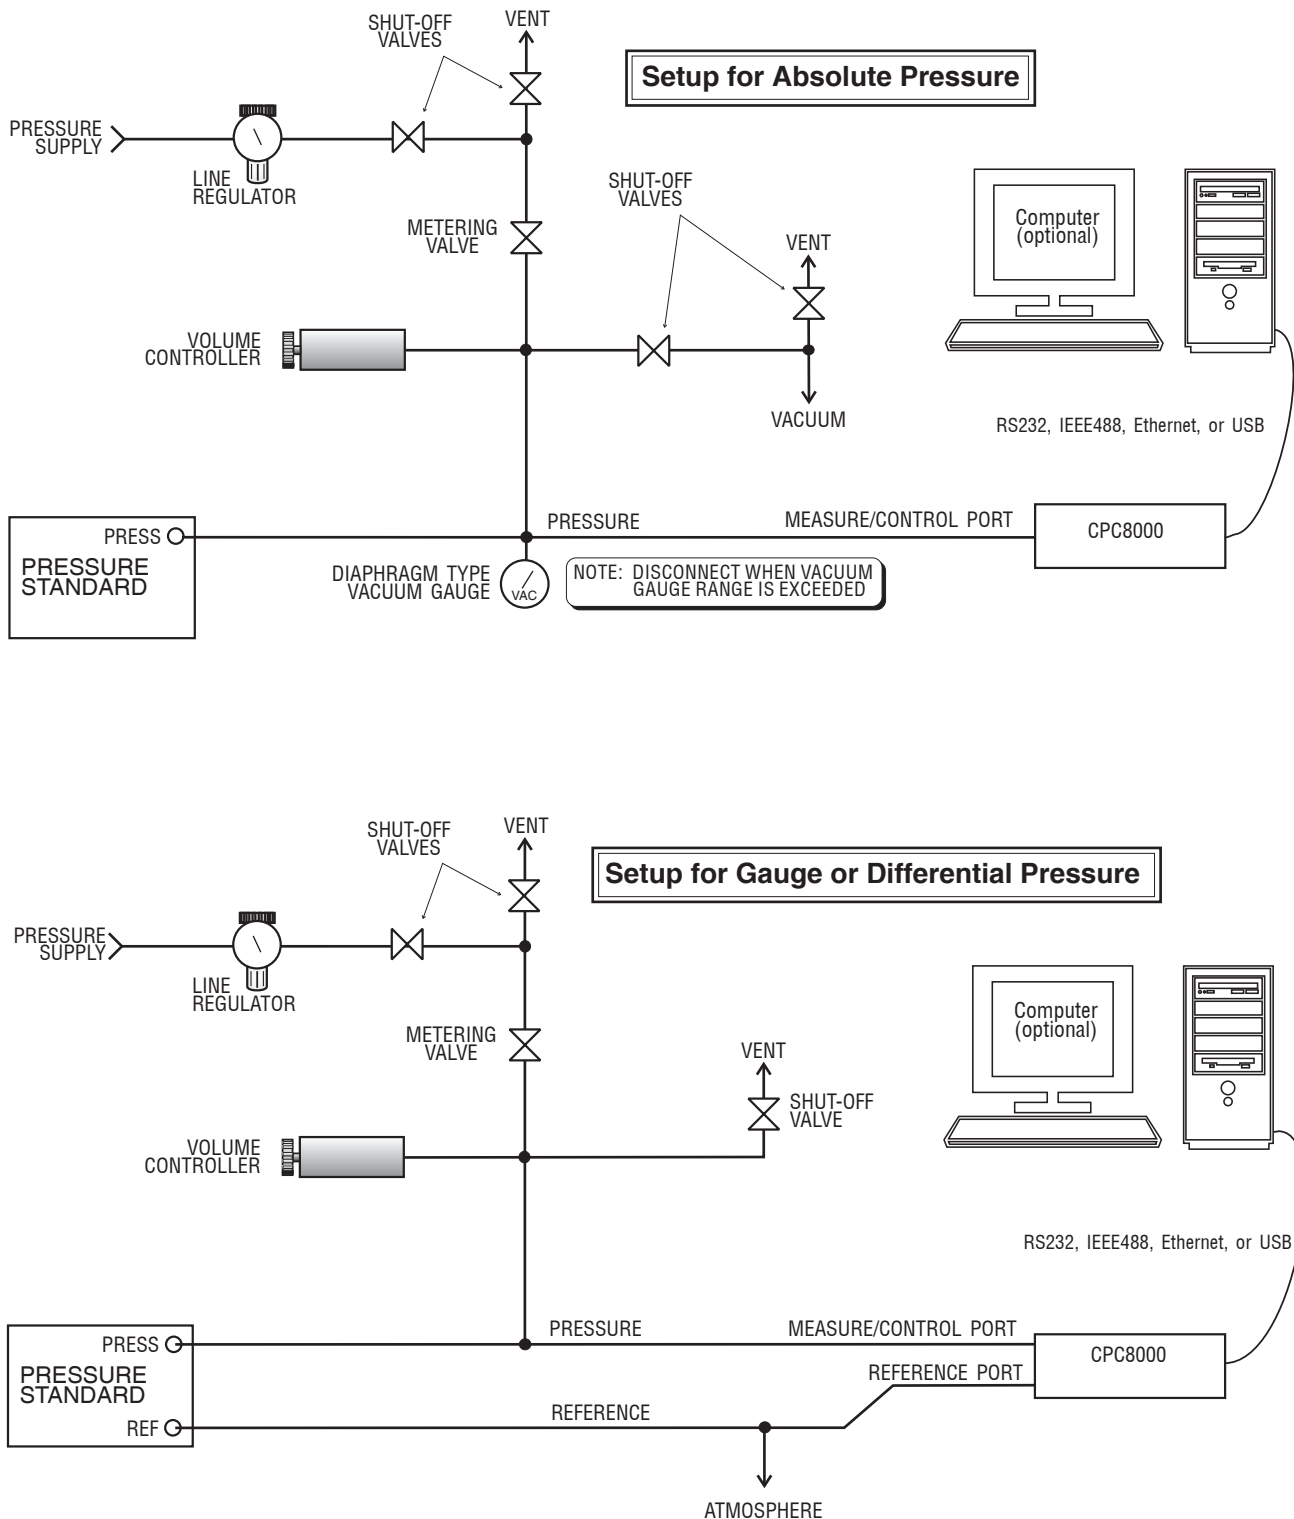 SHUT-OFF
VALVES
VENT
Setup for Absolute Pressure
PRESSURE
SUPPLY
LINE
REGULATOR
SHUT-OFF
VALVES
METERING
VALVE
VENT
Computer
(optional)
VOLUME
CONTROLLER
VACUUM
RS232, IEEE488, Ethernet, or USB
PRESS
PRESSURE
STANDARD
PRESSURE
MEASURE/CONTROL PORT
CPC8000
DIAPHRAGM TYPE
VACUUM GAUGE
VAC
NOTE: DISCONNECT WHEN VACUUM
GAUGE RANGE IS EXCEEDED
SHUT-OFF
VALVES
VENT
Setup for Gauge or Differential Pressure
PRESSURE
SUPPLY
LINE
REGULATOR
METERING
VALVE
VENT
SHUT-OFF
VALVE
Computer
(optional)
VOLUME
CONTROLLER
RS232, IEEE488, Ethernet, or USB
PRESS
PRESSURE
STANDARD
REF
PRESSURE
MEASURE/CONTROL PORT
CPC8000
REFERENCE PORT
REFERENCE
ATMOSPHERE